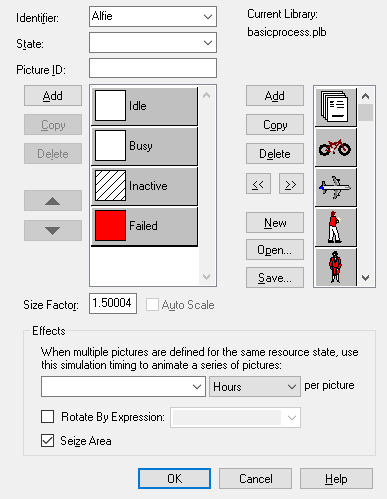 Identifier: Alfie
Current Library:
State:
basicprocess.plb
Picture ID:
Add
Copy
Delete
Idle
Busy
Inactive
Failed
Add
Copy
Delete
<< >>
New
Open...
Save...
Size Factor: 1.50004 Auto Scale
Effects
When multiple pictures are defined for the same resource state, use
this simulation timing to animate a series of pictures:
Hours per picture
Rotate By Expression:
Seize Area
OK Cancel Help